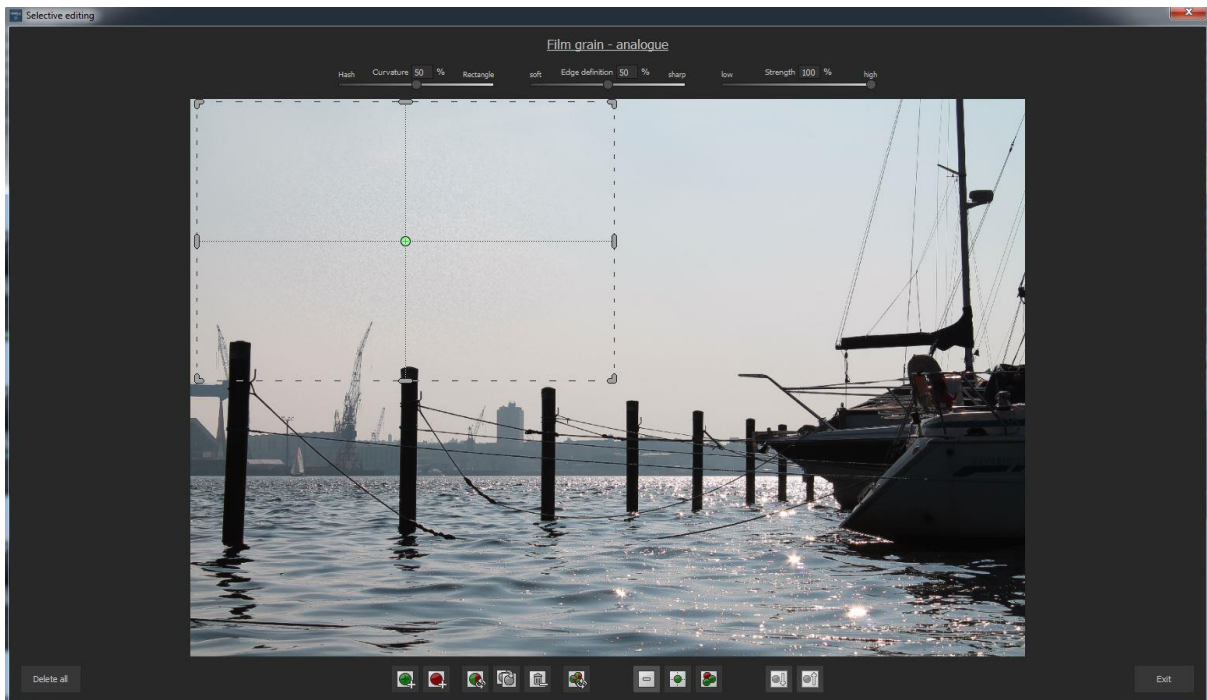 Selective editing
Film grain - analogue
Hash Curvature 50 % Rectangle soft Edge definition 50 % sharp low Strength 100 % high
Delete all Exit